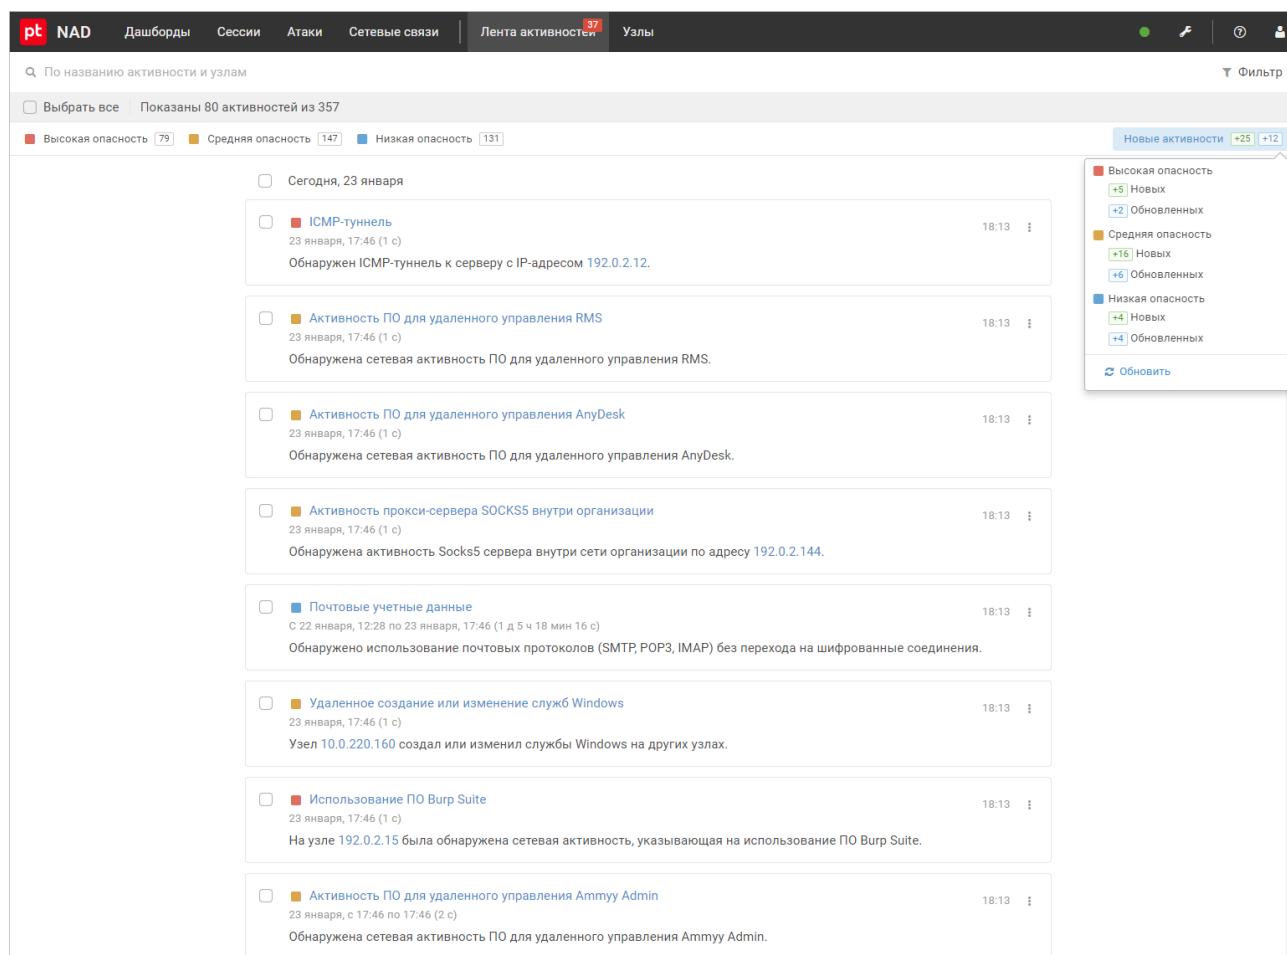 pt NAD Дашборды Сессии Атаки Сетевые связи Лента активностей 37 Узлы
По названию активности и узлам Фильтр
Выбрать все Показаны 80 активностей из 357
Высокая опасность 79 Средняя опасность 147 Низкая опасность 131 Новые активности +25 +12
Высокая опасность
+5 Новых
+2 Обновленных
Средняя опасность
+16 Новых
+6 Обновленных
Низкая опасность
+4 Новых
+4 Обновленных
Обновить
Сегодня, 23 января
ICMP-туннель 18:13
23 января, 17:46 (1 с)
Обнаружен ICMP-туннель к серверу с IP-адресом 192.0.2.12.
Активность ПО для удаленного управления RMS 18:13
23 января, 17:46 (1 с)
Обнаружена сетевая активность ПО для удаленного управления RMS.
Активность ПО для удаленного управления AnyDesk 18:13
23 января, 17:46 (1 с)
Обнаружена сетевая активность ПО для удаленного управления AnyDesk.
Активность прокси-сервера SOCKS5 внутри организации 18:13
23 января, 17:46 (1 с)
Обнаружена активность Socks5 сервера внутри сети организации по адресу 192.0.2.144.
Почтовые учетные данные 18:13
С 22 января, 12:28 по 23 января, 17:46 (1 д 5 ч 18 мин 16 с)
Обнаружено использование почтовых протоколов (SMTP, POP3, IMAP) без перехода на шифрованные соединения.
Удаленное создание или изменение служб Windows 18:13
23 января, 17:46 (1 с)
Узел 10.0.220.160 создал или изменил службы Windows на других узлах.
Использование ПО Burp Suite 18:13
23 января, 17:46 (1 с)
На узле 192.0.2.15 была обнаружена сетевая активность, указывающая на использование ПО Burp Suite.
Активность ПО для удаленного управления Ammyy Admin 18:13
23 января, с 17:46 по 17:46 (2 с)
Обнаружена сетевая активность ПО для удаленного управления Ammyy Admin.